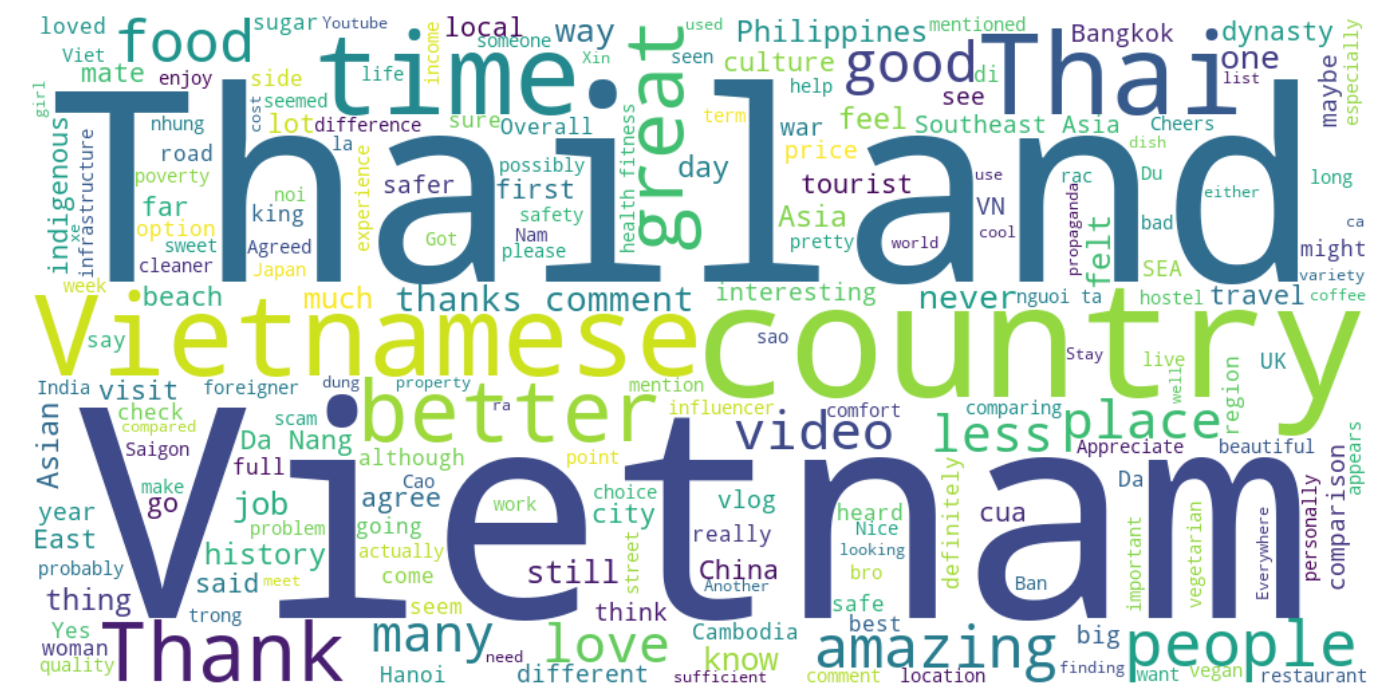 loved food sugar Youtube local way great used Philippines mentioned Bangkok dynasty
Viet mate enjoy side time life income someone Xin seen culture good Thai one list maybe especially
girl seemed help di see
Thailand
nhung cost lot difference la sure Overall term war feel Southeast Asia Cheers
indigenous infrastructure road experience safer possibly first health fitness day price tourist use rac dish Du either long
poverty far noi king safety Asia VN propaganda felt bad ca
option sweet Agreed Got Nam please pretty world cool might
xe cleaner Japan SEA variety
week beach much thanks comment interesting never nguoi ta hostel travel coffee
Vietnamese country
say sao Stay live well region UK
India visit foreigner dung property mention
Asian check compared scam better ra influencer comfort comparing place
Saigon Da Nang video less Appreciate beautiful appears
Vietnam
full although point
make go job Cao agree work choice city vlog heard definitely Da cua comparison personally
year problem going Nice
East history actually street really looking important vegetarian Everywhere
probably said meet come still China Another bro Ban
thing trong seem think safe
Yes Thank many love Cambodia best amazing big people
woman need know
quality Hanoi different sufficient comment location finding want vegan restaurant